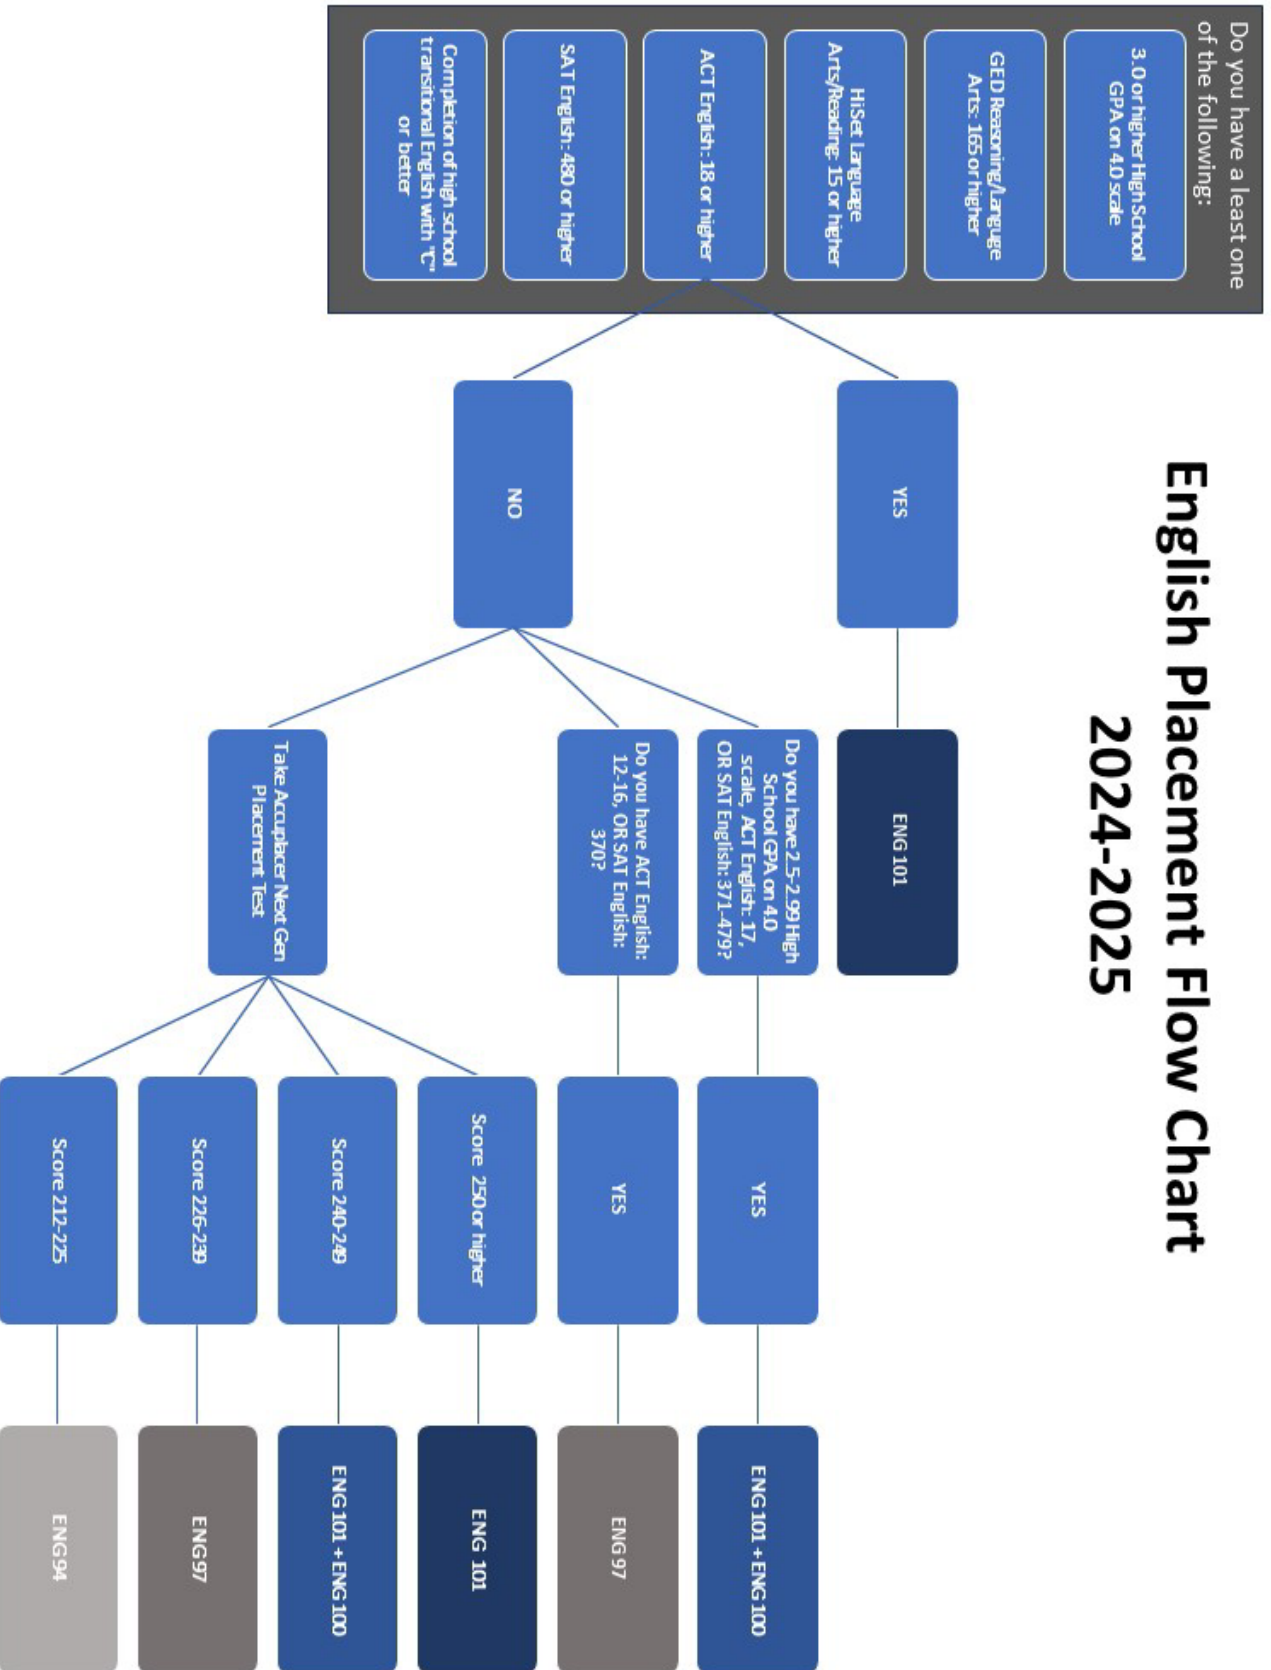 English Placement Flow Chart
2024-2025
Do you have a least one
of the following:
3.0 or higher High School
GPA on 4.0 scale
GED Reasoning/Languge
Arts: 165 or higher
HiSet Language
Arts/Reading: 15 or higher
ACT English: 18 or higher
SAT English: 480 or higher
Completion of high school
transitional English with "C"
or better
YES
ENG 101
NO
Do you have 2.5-2.99 High
School GPA on 4.0
scale, ACT English: 17,
OR SAT English: 371-479?
YES
ENG 101 + ENG 100
Do you have ACT English:
12-16, OR SAT English:
370?
YES
ENG 97
Take Accuplacer Next Gen
Placement Test
Score 250 or higher
ENG 101
Score 240-249
ENG 101 + ENG 100
Score 226-239
ENG 97
Score 212-225
ENG 94